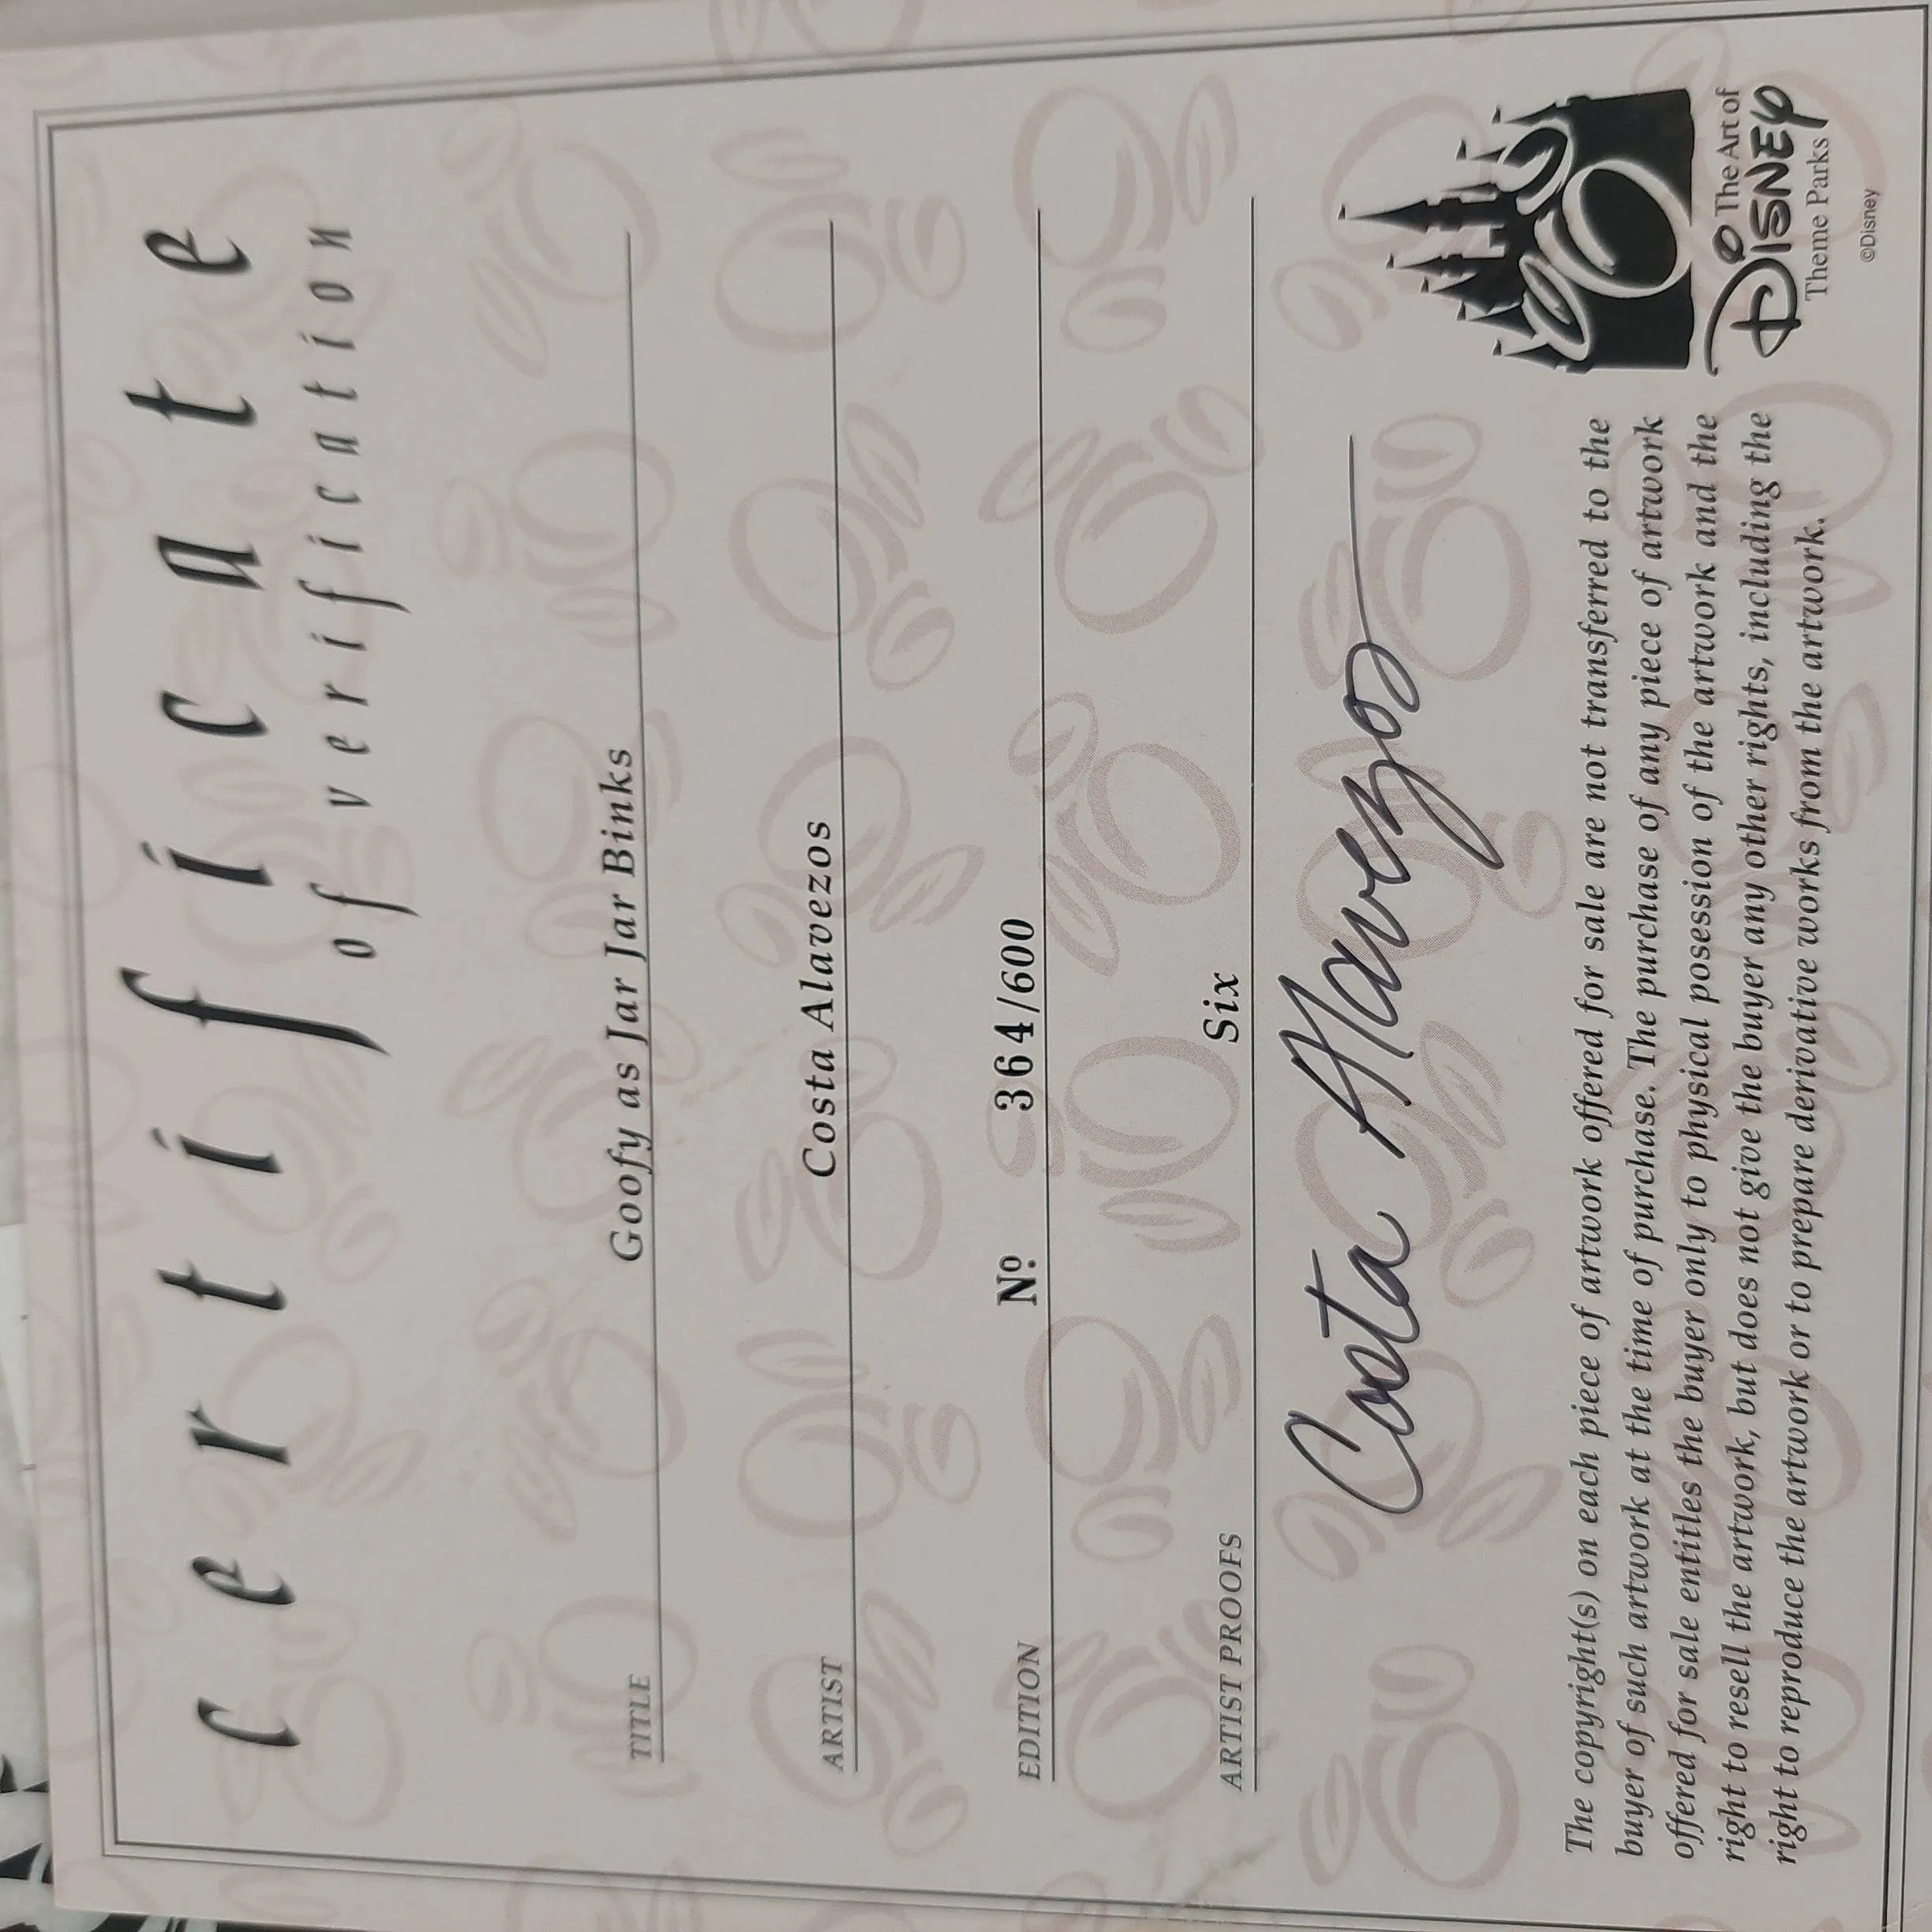 certificate
of verification
TITLE Goofy as Jar Jar Binks
ARTIST Costa Alavezos
EDITION Nº 364/600
ARTIST PROOFS Six
Costa Alavezos
The copyright(s) on each piece of artwork offered for sale are not transferred to the
buyer of such artwork at the time of purchase. The purchase of any piece of artwork
offered for sale entitles the buyer only to physical posession of the artwork and the
right to resell the artwork, but does not give the buyer any other rights, including the
right to reproduce the artwork or to prepare derivative works from the artwork.
The Art of
DISNEY
Theme Parks
©Disney